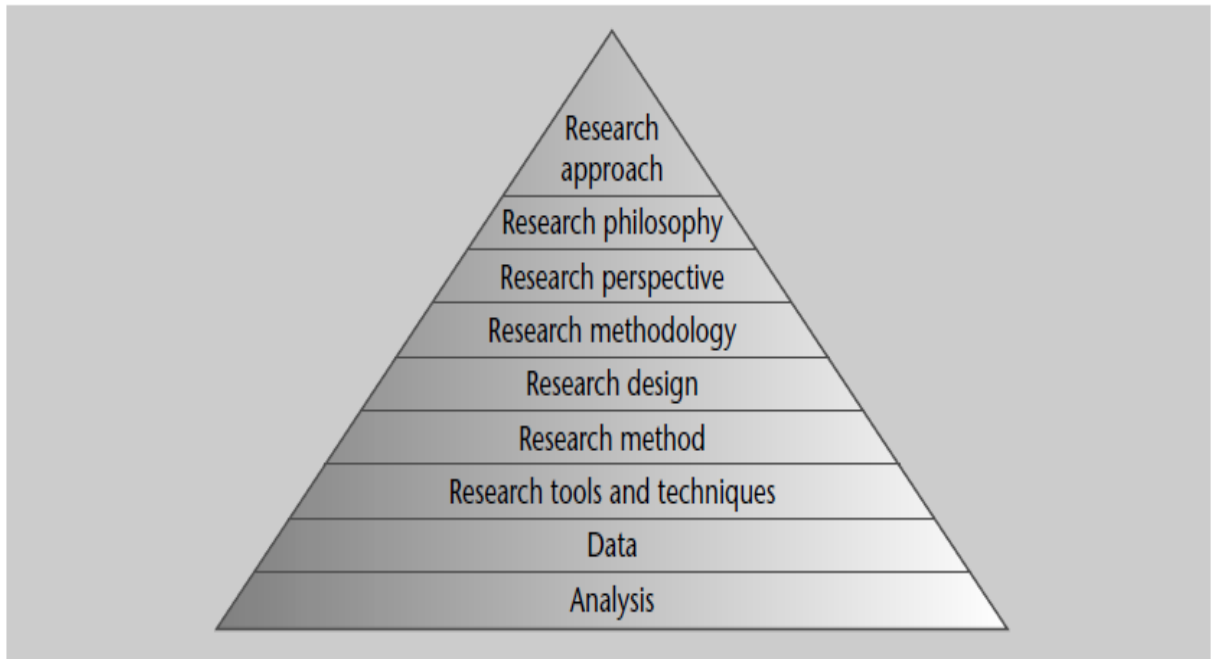 Research
approach
Research philosophy
Research perspective
Research methodology
Research design
Research method
Research tools and techniques
Data
Analysis